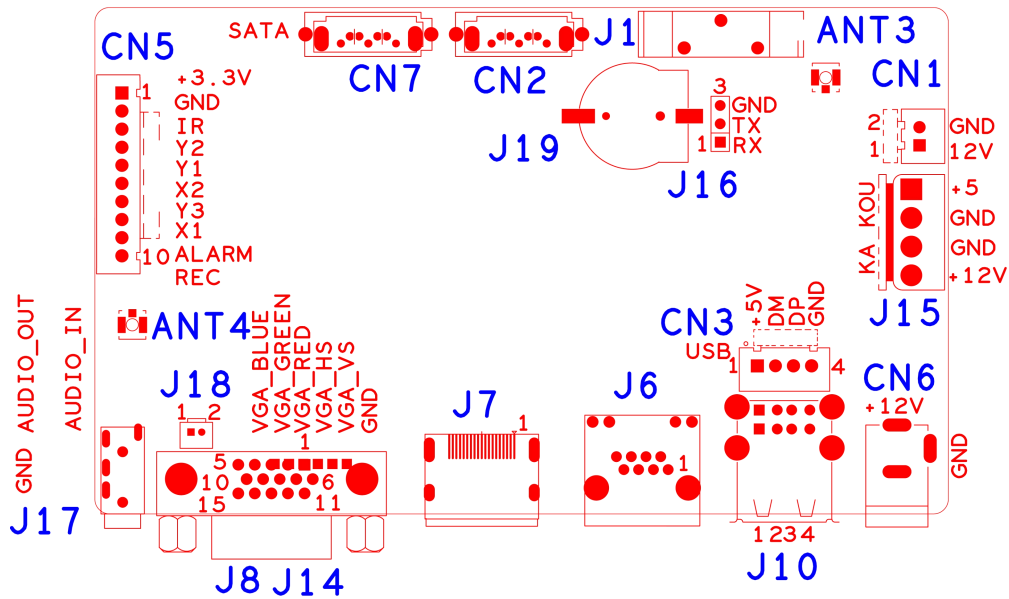 CN5
SATA
CN7
CN2
J1
ANT3
CN1
+3.3V
GND
IR
Y2
Y1
X2
Y3
X1
ALARM
REC
1
10
J19
3
GND
TX
1 RX
J16
2 GND
1 12V
KA KOU
+5
GND
GND
+12V
J15
ANT4
GND AUDIO_OUT
AUDIO_IN
J17
J18
1 2
VGA_BLUE
VGA_GREEN
VGA_RED
VGA_HS
VGA_VS
GND
1
5
10 6
15 11
J8 J14
J7
1
J6
1
CN3
+5V
DM
DP
GND
USB
1 4
1234
J10
CN6
+12V
GND